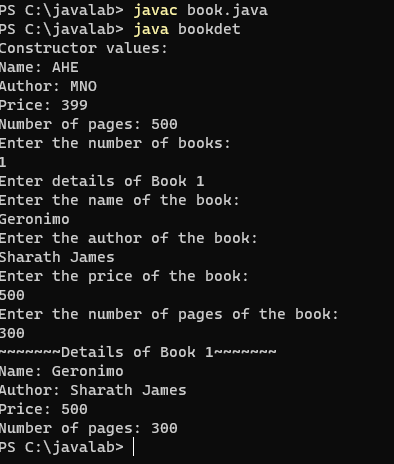 PS C:\javalab> javac book.java
PS C:\javalab> java bookdet
Constructor values:
Name: AHE
Author: MNO
Price: 399
Number of pages: 500
Enter the number of books:
1
Enter details of Book 1
Enter the name of the book:
Geronimo
Enter the author of the book:
Sharath James
Enter the price of the book:
500
Enter the number of pages of the book:
300
~~~~~~~Details of Book 1~~~~~~~
Name: Geronimo
Author: Sharath James
Price: 500
Number of pages: 300
PS C:\javalab>